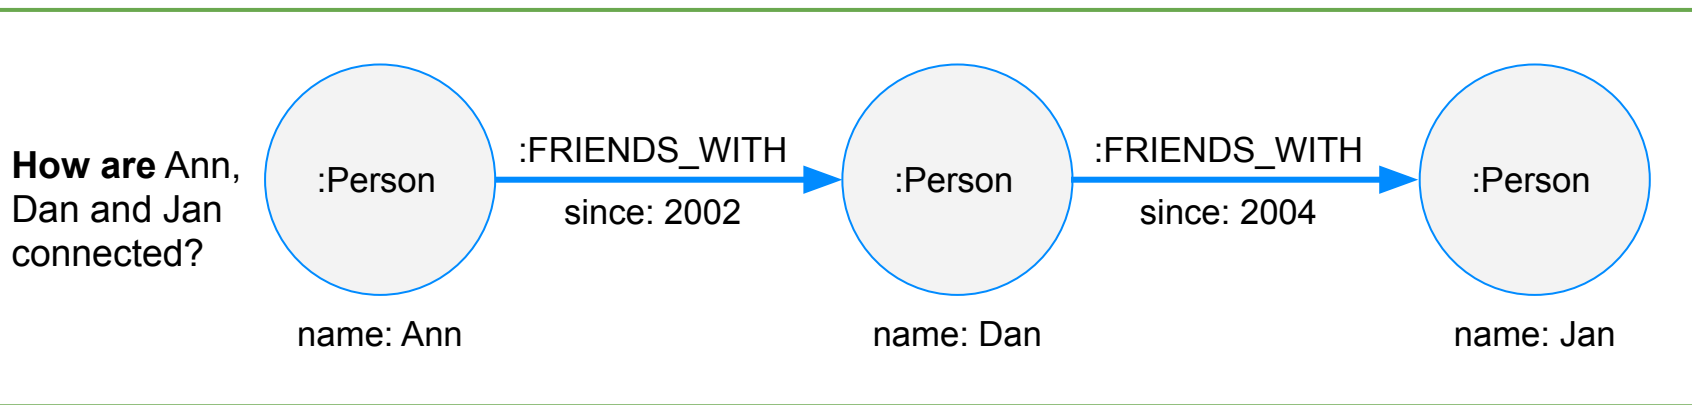 How are Ann,
Dan and Jan
connected?
:Person
name: Ann
:FRIENDS_WITH
since: 2002
:Person
name: Dan
:FRIENDS_WITH
since: 2004
:Person
name: Jan